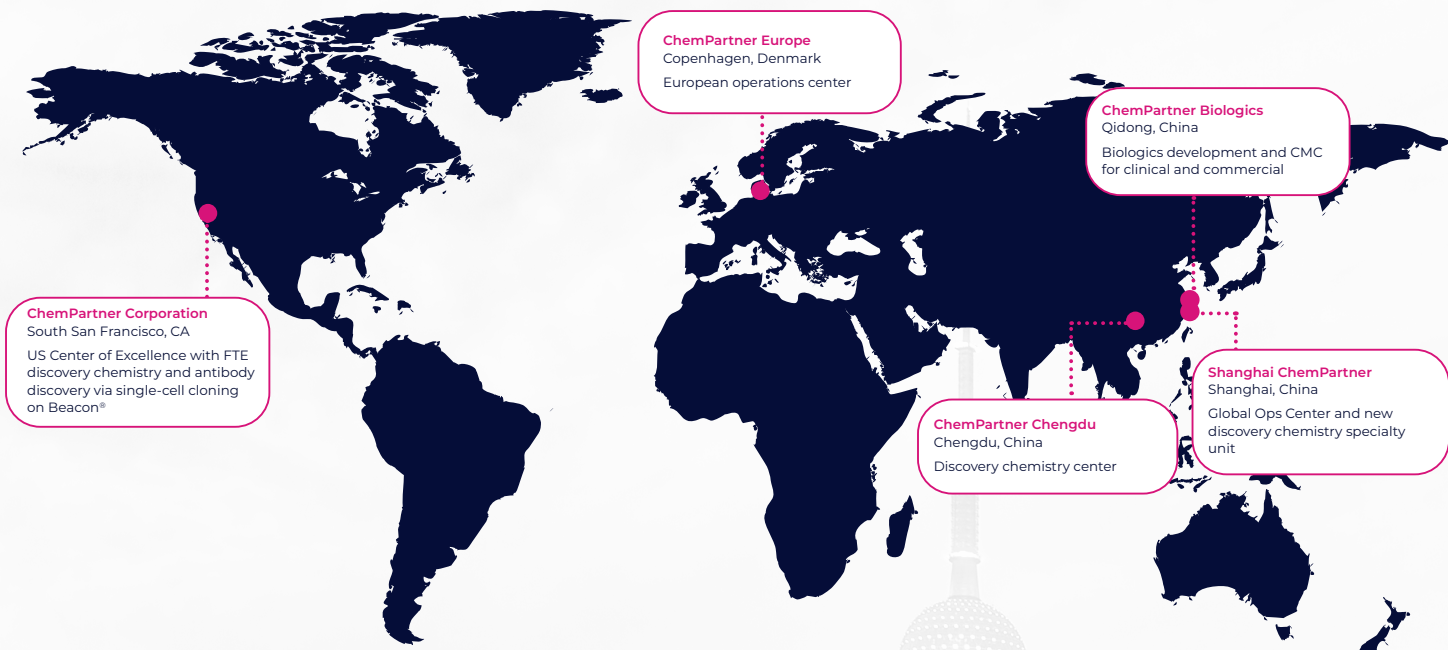 ChemPartner Europe
Copenhagen, Denmark
European operations center
ChemPartner Biologics
Qidong, China
Biologics development and CMC
for clinical and commercial
ChemPartner Corporation
South San Francisco, CA
US Center of Excellence with FTE
discovery chemistry and antibody
discovery via single-cell cloning
on Beacon®
Shanghai ChemPartner
Shanghai, China
Global Ops Center and new
discovery chemistry specialty
unit
ChemPartner Chengdu
Chengdu, China
Discovery chemistry center